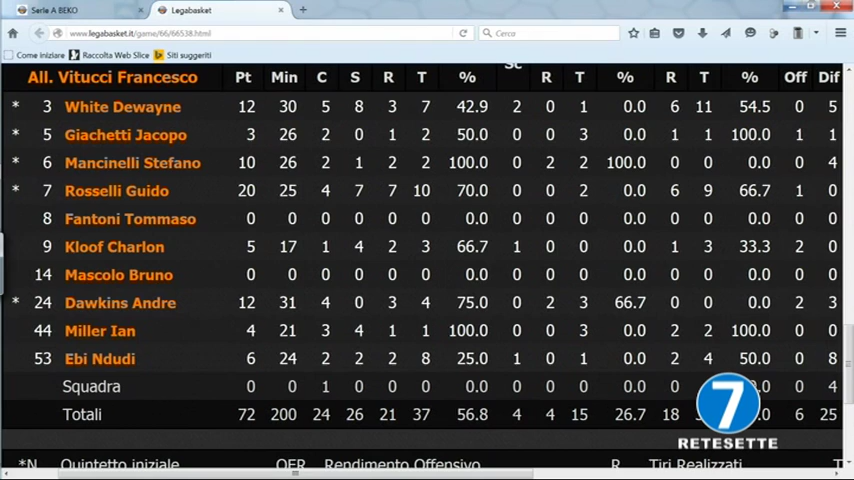 Serie A BEKO
Legabasket
www.legabasket.it/game/66/66538.html
Cerca
Come iniziare Raccolta Web Slice Siti suggeriti
All. Vitucci Francesco Pt Min C S R T % Sc R T % R T % Off Dif
* 3 White Dewayne 12 30 5 8 3 7 42.9 2 0 1 0.0 6 11 54.5 0 5
* 5 Giachetti Jacopo 3 26 2 0 1 2 50.0 0 0 3 0.0 1 1 100.0 1 1
* 6 Mancinelli Stefano 10 26 2 1 2 2 100.0 0 2 2 100.0 0 0 0.0 0 4
* 7 Rosselli Guido 20 25 4 7 7 10 70.0 0 0 2 0.0 6 9 66.7 1 0
8 Fantoni Tommaso 0 0 0 0 0 0 0.0 0 0 0 0.0 0 0 0.0 0 0
9 Kloof Charlon 5 17 1 4 2 3 66.7 1 0 0 0.0 1 3 33.3 2 0
14 Mascolo Bruno 0 0 0 0 0 0 0.0 0 0 0 0.0 0 0 0.0 0 0
* 24 Dawkins Andre 12 31 4 0 3 4 75.0 0 2 3 66.7 0 0 0.0 2 3
44 Miller Ian 4 21 3 4 1 1 100.0 0 0 3 0.0 2 2 100.0 0 0
53 Ebi Ndudi 6 24 2 2 2 8 25.0 1 0 1 0.0 2 4 50.0 0 8
Squadra 0 0 1 0 0 0 0.0 0 0 0 0.0 0 0.0 0 4
Totali 72 200 24 26 21 37 56.8 4 4 15 26.7 18 .0 6 25
*N Quintetto iniziale OER Rendimento Offensivo R Tiri Realizzati T
7
RETESETTE